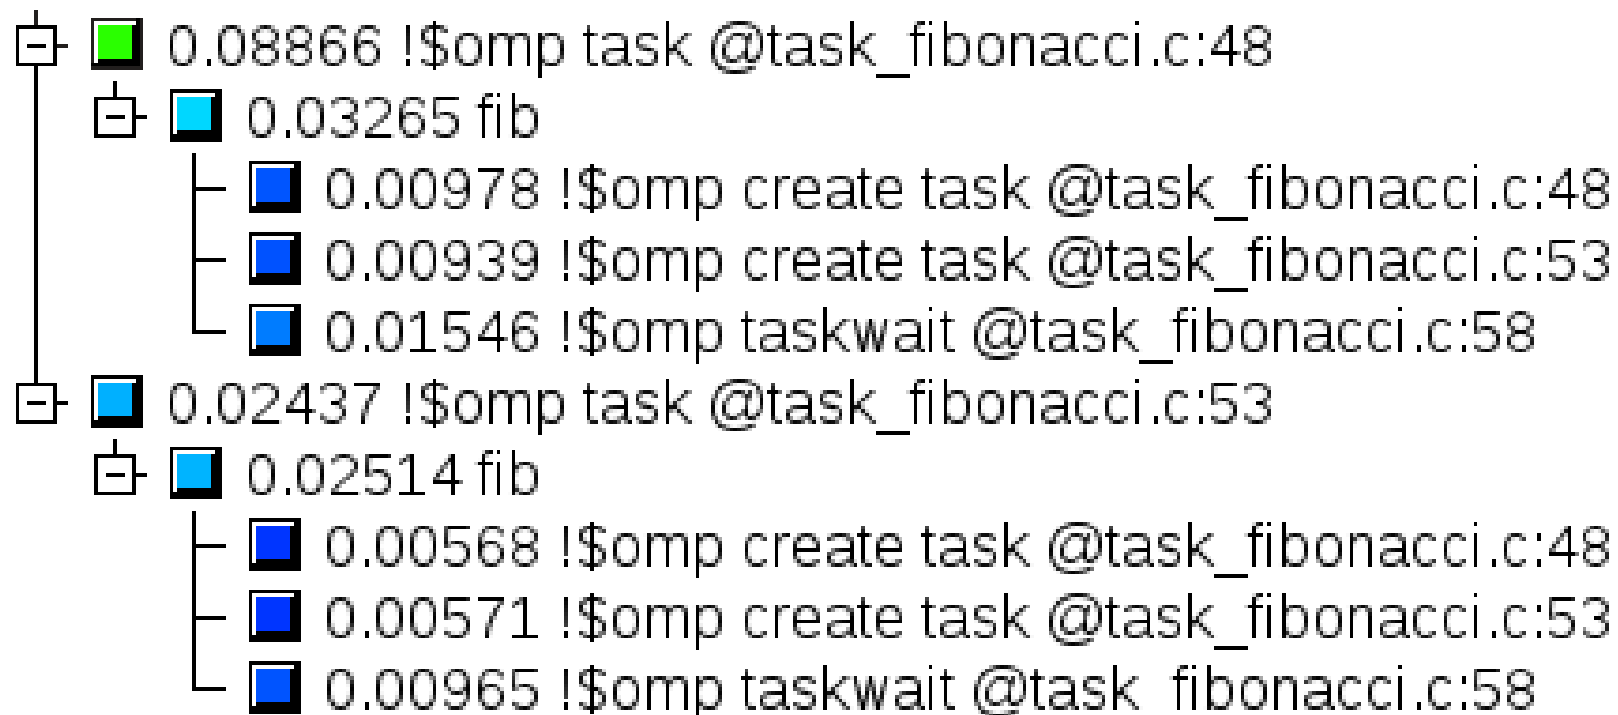 0.08866 !$omp task @task_fibonacci.c:48
0.03265 fib
0.00978 !$omp create task @task_fibonacci.c:48
0.00939 !$omp create task @task_fibonacci.c:53
0.01546 !$omp taskwait @task_fibonacci.c:58
0.02437 !$omp task @task_fibonacci.c:53
0.02514 fib
0.00568 !$omp create task @task_fibonacci.c:48
0.00571 !$omp create task @task_fibonacci.c:53
0.00965 !$omp taskwait @task_fibonacci.c:58